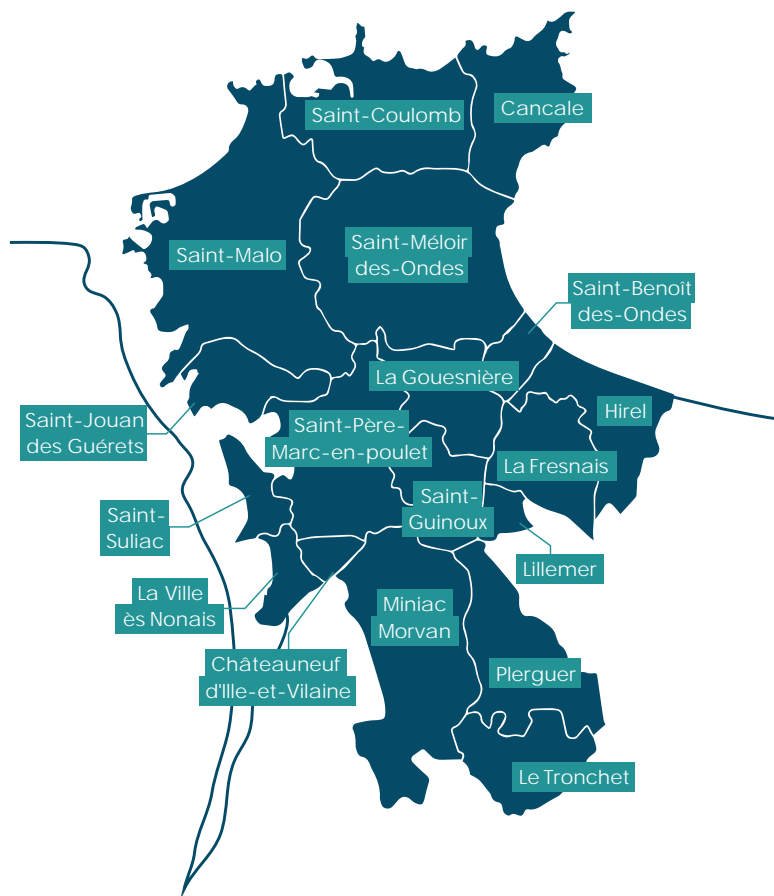 Cancale
Saint-Coulomb
Saint-Malo
Saint-Méloir
des-Ondes
Saint-Benoît
des-Ondes
La Gouesnière
Hirel
Saint-Jouan
des Guérets
Saint-Père-
Marc-en-poulet
La Fresnais
Saint-
Suliac
Saint-
Guinoux
Lillemer
La Ville
ès Nonais
Miniac
Morvan
Châteauneuf
d'Ille-et-Vilaine
Plerguer
Le Tronchet